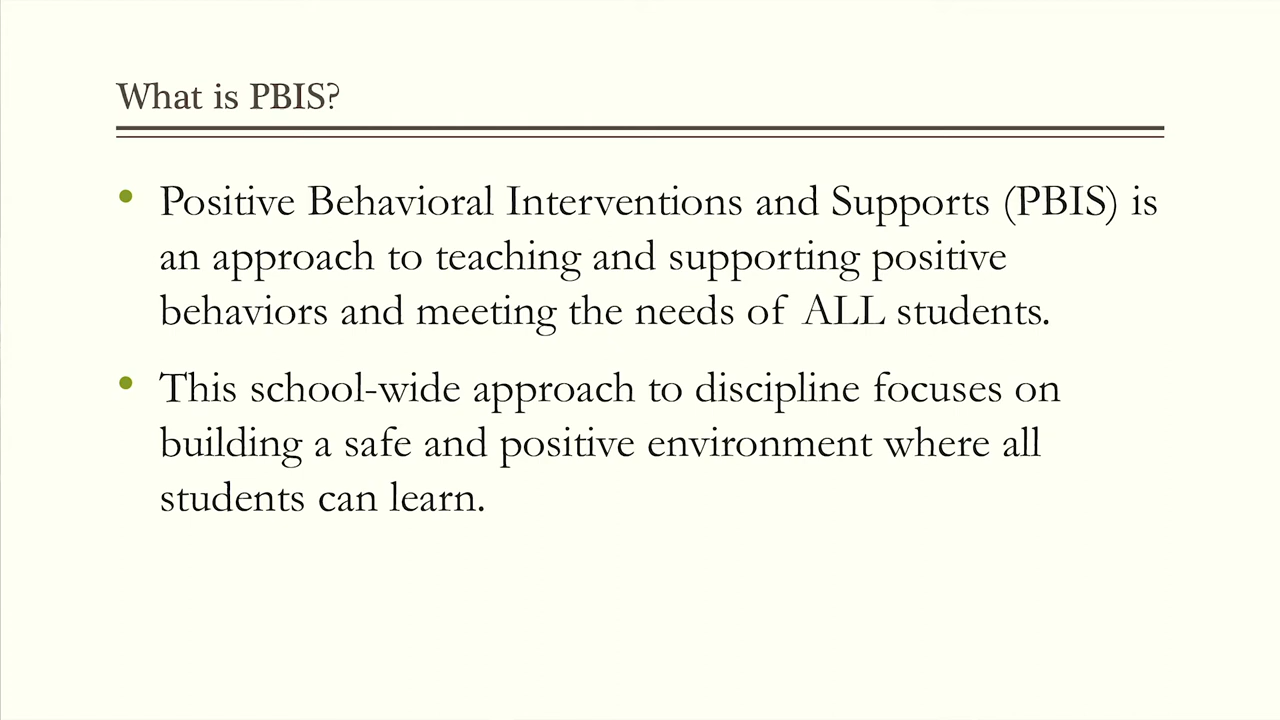 What is PBIS?
• Positive Behavioral Interventions and Supports (PBIS) is
an approach to teaching and supporting positive
behaviors and meeting the needs of ALL students.
• This school-wide approach to discipline focuses on
building a safe and positive environment where all
students can learn.